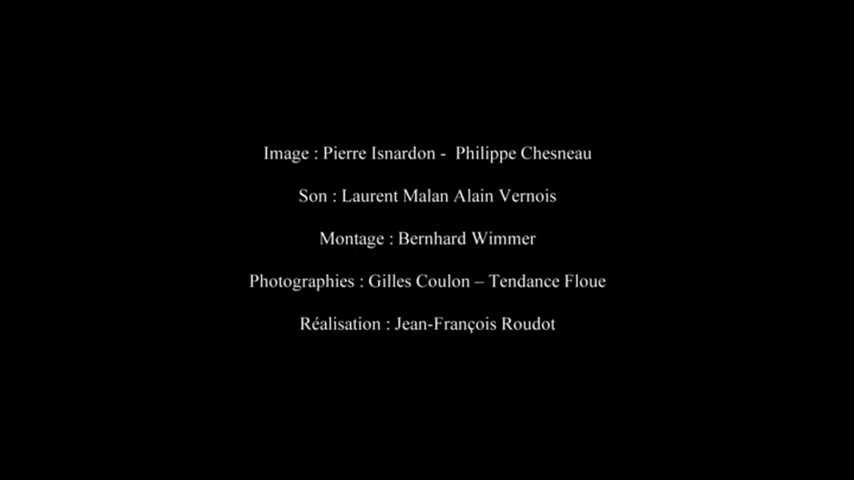 Image : Pierre Isnardon - Philippe Chesneau
Son : Laurent Malan Alain Vernois
Montage : Bernhard Wimmer
Photographies : Gilles Coulon – Tendance Floue
Réalisation : Jean-François Roudot